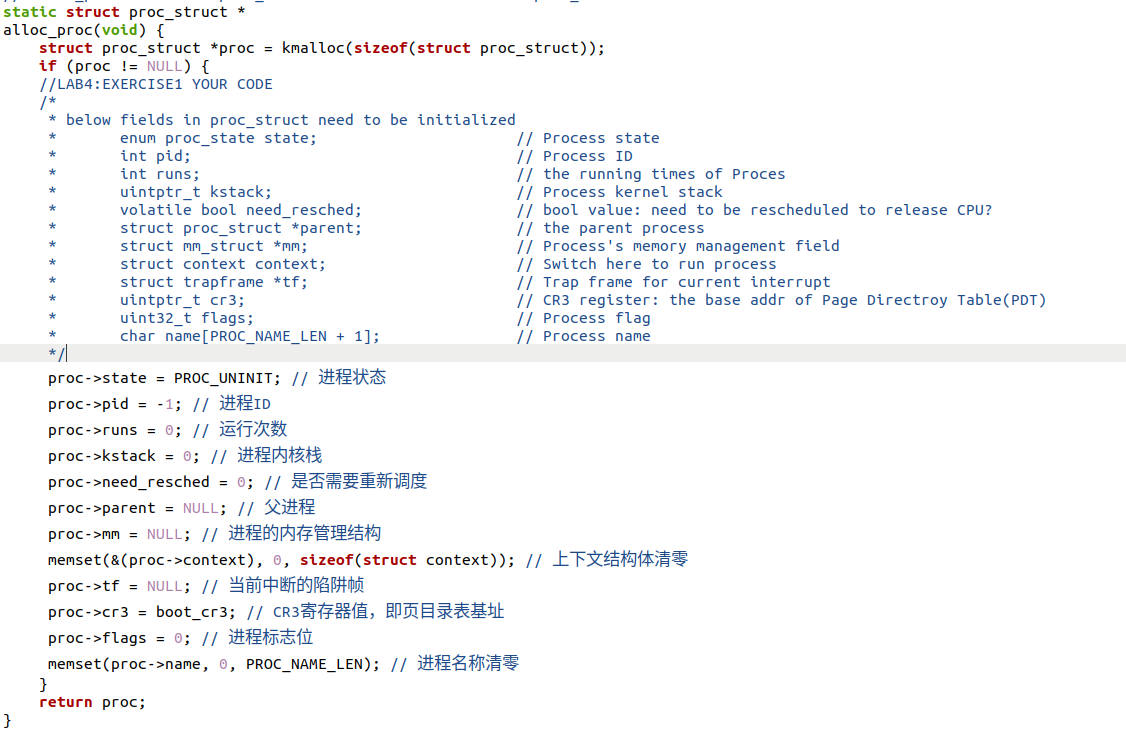 static struct proc_struct *
alloc_proc(void) {
    struct proc_struct *proc = kmalloc(sizeof(struct proc_struct));
    if (proc != NULL) {
    //LAB4:EXERCISE1 YOUR CODE
    /*
     * below fields in proc_struct need to be initialized
     *       enum proc_state state;                      // Process state
     *       int pid;                                    // Process ID
     *       int runs;                                   // the running times of Proces
     *       uintptr_t kstack;                           // Process kernel stack
     *       volatile bool need_resched;                 // bool value: need to be rescheduled to release CPU?
     *       struct proc_struct *parent;                 // the parent process
     *       struct mm_struct *mm;                       // Process's memory management field
     *       struct context context;                     // Switch here to run process
     *       struct trapframe *tf;                       // Trap frame for current interrupt
     *       uintptr_t cr3;                              // CR3 register: the base addr of Page Directroy Table(PDT)
     *       uint32_t flags;                             // Process flag
     *       char name[PROC_NAME_LEN + 1];               // Process name
     */
     proc->state = PROC_UNINIT; // 进程状态
     proc->pid = -1; // 进程ID
     proc->runs = 0; // 运行次数
     proc->kstack = 0; // 进程内核栈
     proc->need_resched = 0; // 是否需要重新调度
     proc->parent = NULL; // 父进程
     proc->mm = NULL; // 进程的内存管理结构
     memset(&(proc->context), 0, sizeof(struct context)); // 上下文结构体清零
     proc->tf = NULL; // 当前中断的陷阱帧
     proc->cr3 = boot_cr3; // CR3寄存器值，即页目录表基址
     proc->flags = 0; // 进程标志位
     memset(proc->name, 0, PROC_NAME_LEN); // 进程名称清零
    }
    return proc;
}